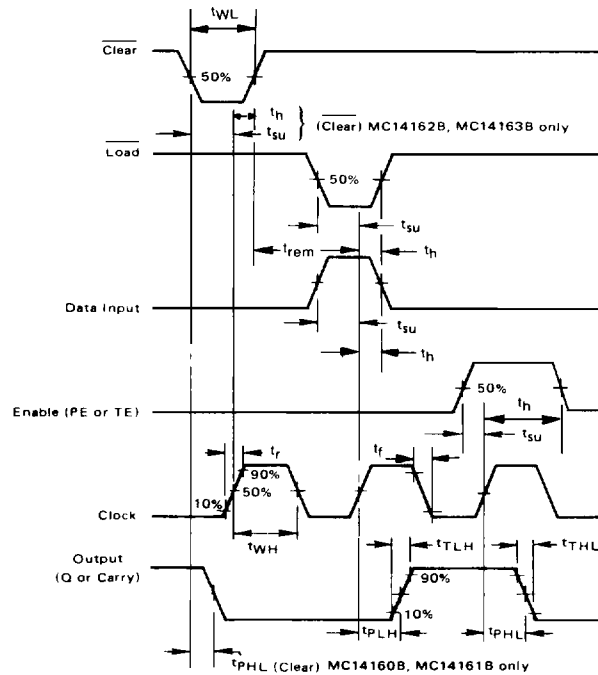 tWL
Clear
50%
th
tsu } (Clear) MC14162B, MC14163B only
Load
50%
tsu
trem
th
Data Input
tsu
th
50%
th
Enable (PE or TE)
tsu
tr
tf
90%
10%
50%
Clock
tWH
Output
(Q or Carry)
tTLH
tTHL
90%
10%
tPLH
tPHL
tPHL (Clear) MC14160B, MC14161B only